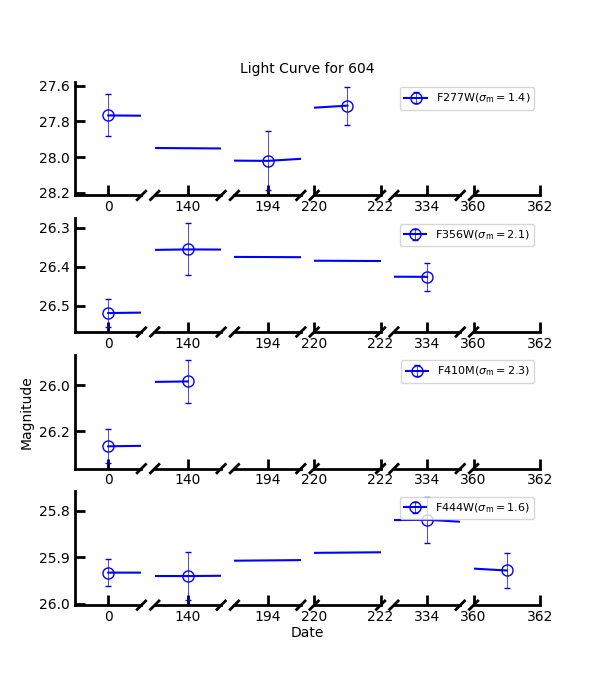 Light Curve for 604
27.6
27.8
28.0
28.2
F277W(σm = 1.4)
0 140 194 220 222 334 360 362
26.3
26.4
26.5
F356W(σm = 2.1)
0 140 194 220 222 334 360 362
26.0
26.2
F410M(σm = 2.3)
0 140 194 220 222 334 360 362
25.8
25.9
26.0
F444W(σm = 1.6)
0 140 194 220 222 334 360 362
Magnitude
Date